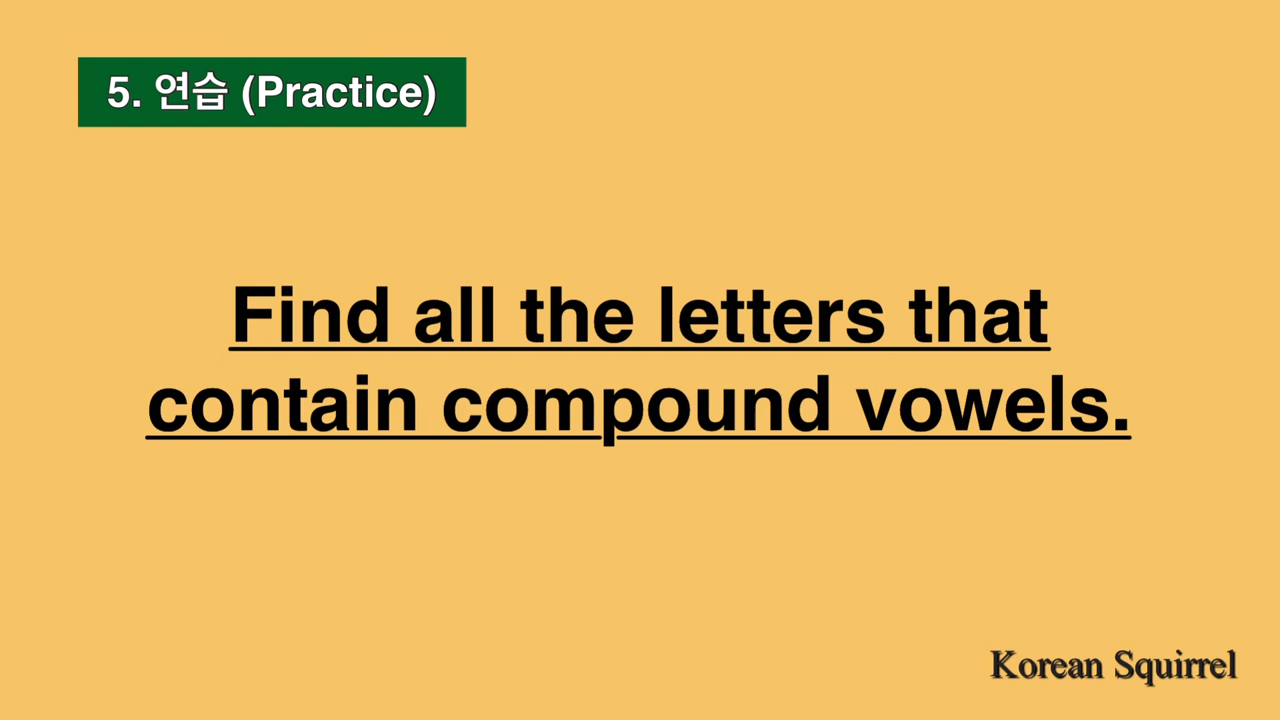 5. 연습 (Practice)
Find all the letters that
contain compound vowels.
Korean Squirrel